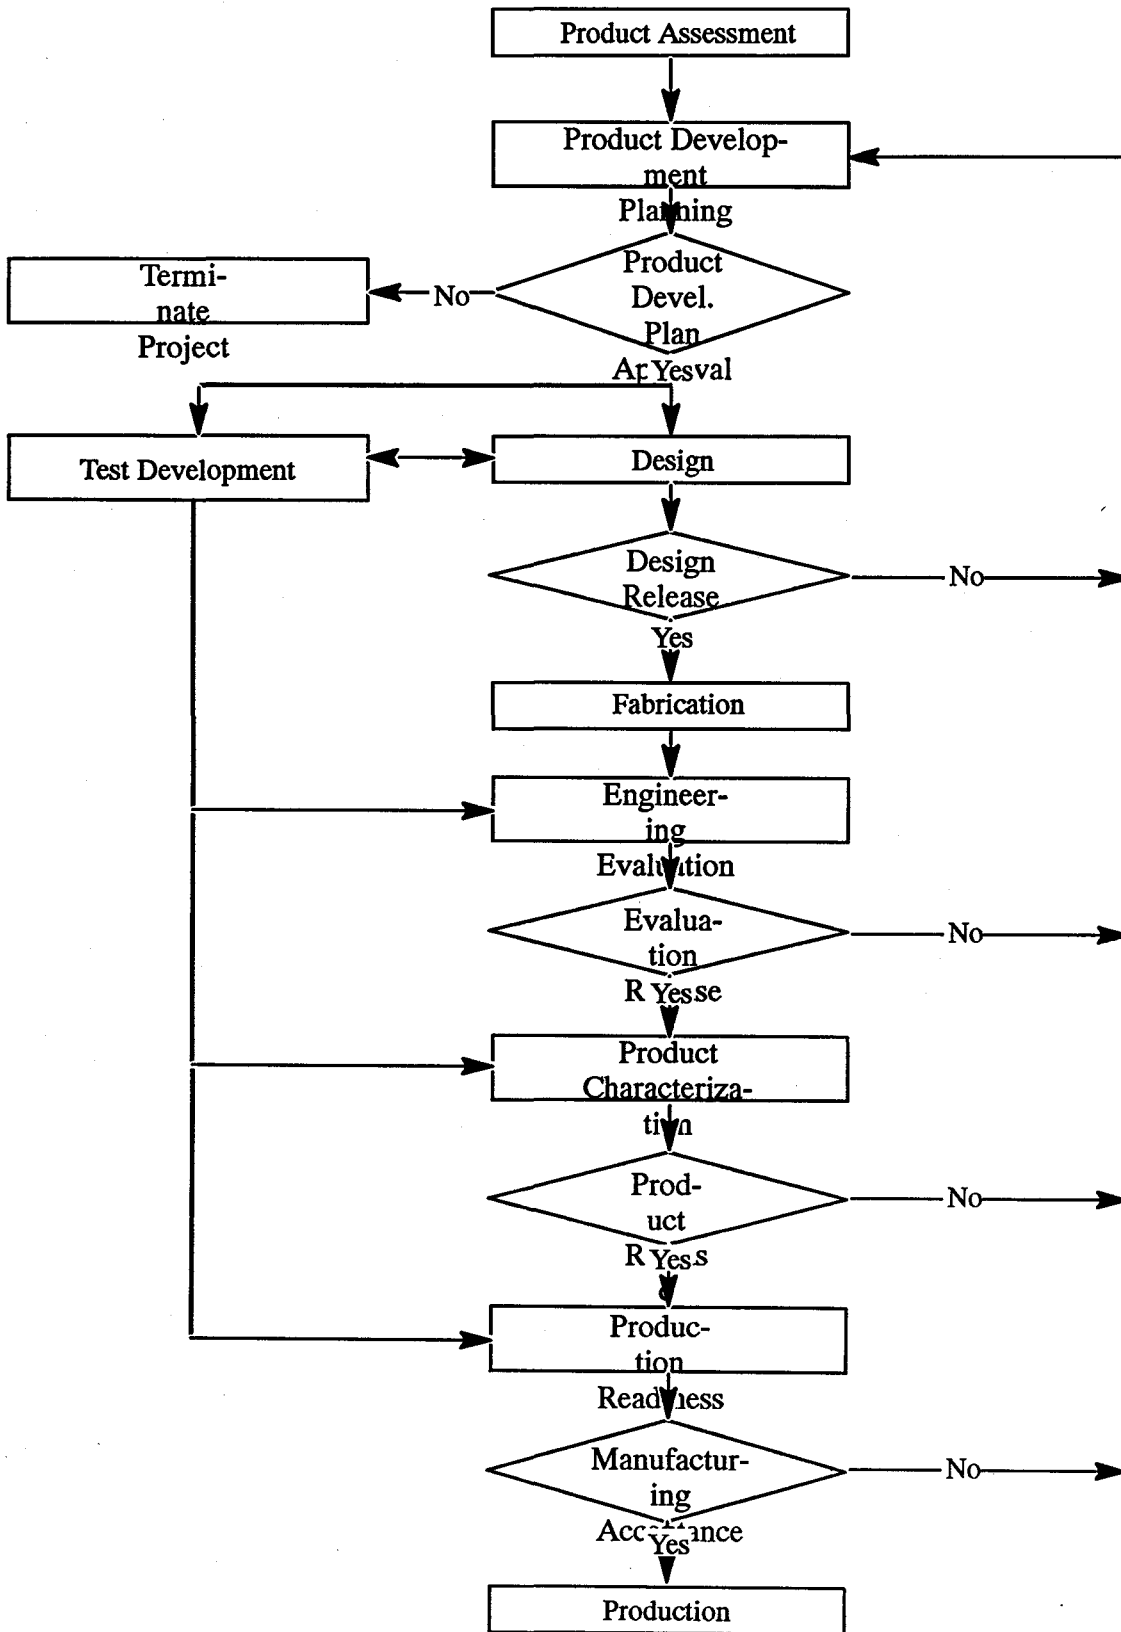 Product Assessment
Product Develop-
ment
Planning
Product
Devel.
Plan
No
Termi-
nate
Project
Yes
Test Development
Design
Design
Release
No
Yes
Fabrication
Engineer-
ing
Evaluation
Evalua-
tion
No
Yes
Product
Characteriza-
tion
Prod-
uct
No
Yes
Produc-
tion
Readiness
Manufactur-
ing
No
Acceptance
Yes
Production